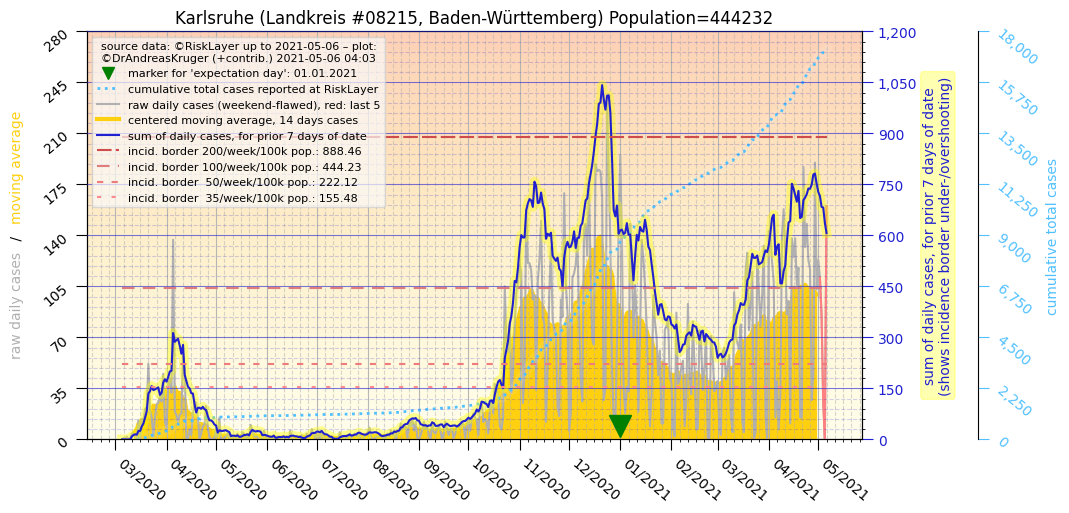 Karlsruhe (Landkreis #08215, Baden-Württemberg) Population=444232
source data: ©RiskLayer up to 2021-05-06 – plot:
©DrAndreasKruger (+contrib.) 2021-05-06 04:03
marker for 'expectation day': 01.01.2021
cumulative total cases reported at RiskLayer
raw daily cases (weekend-flawed), red: last 5
centered moving average, 14 days cases
sum of daily cases, for prior 7 days of date
incid. border 200/week/100k pop.: 888.46
incid. border 100/week/100k pop.: 444.23
incid. border  50/week/100k pop.: 222.12
incid. border  35/week/100k pop.: 155.48
raw daily cases / moving average
280
245
210
175
140
105
70
35
0
03/2020
04/2020
05/2020
06/2020
07/2020
08/2020
09/2020
10/2020
11/2020
12/2020
01/2021
02/2021
03/2021
04/2021
05/2021
1,200
1,050
900
750
600
450
300
150
0
sum of daily cases, for prior 7 days of date
(shows incidence border under-/overshooting)
18,000
15,750
13,500
11,250
9,000
6,750
4,500
2,250
0
cumulative total cases